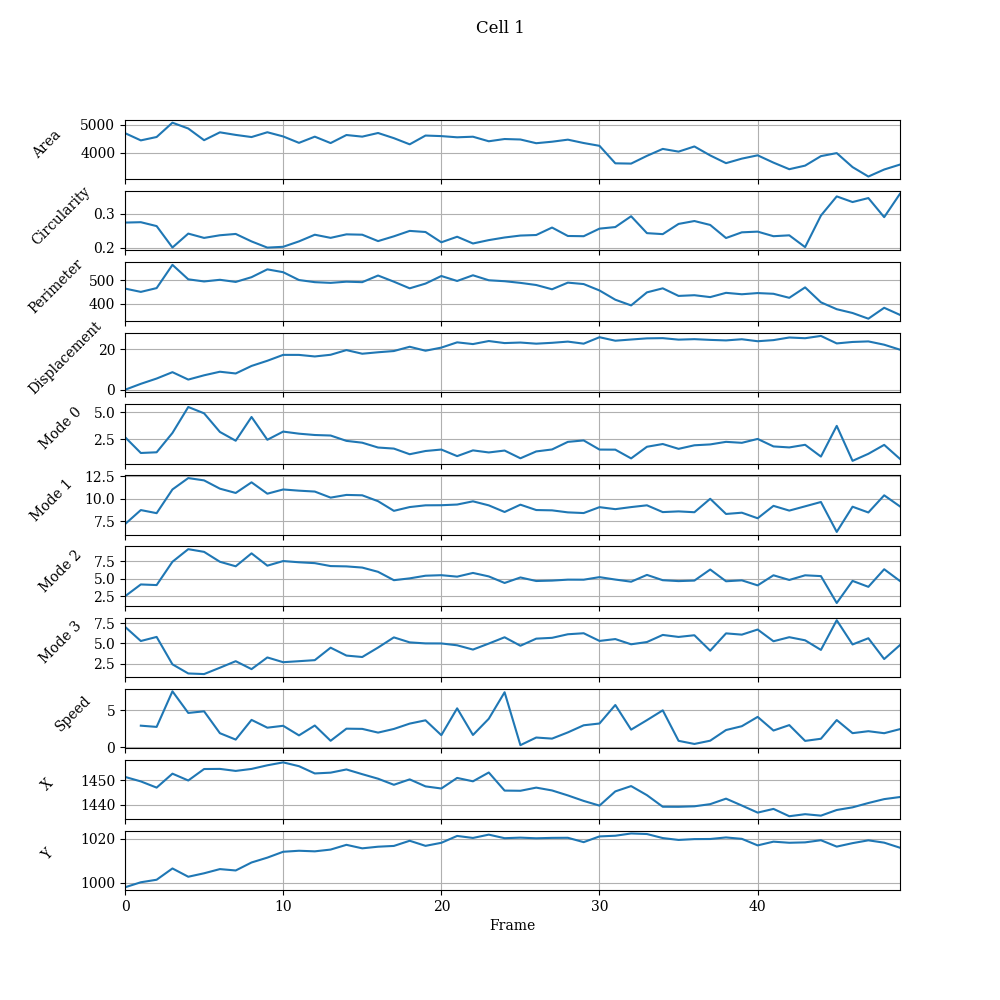 Cell 1
Area
5000
4000
Circularity
0.3
0.2
Perimeter
500
400
Displacement
20
0
Mode 0
5.0
2.5
Mode 1
12.5
10.0
7.5
Mode 2
7.5
5.0
2.5
Mode 3
7.5
5.0
2.5
Speed
5
0
X
1450
1440
Y
1020
1000
0 10 20 30 40
Frame